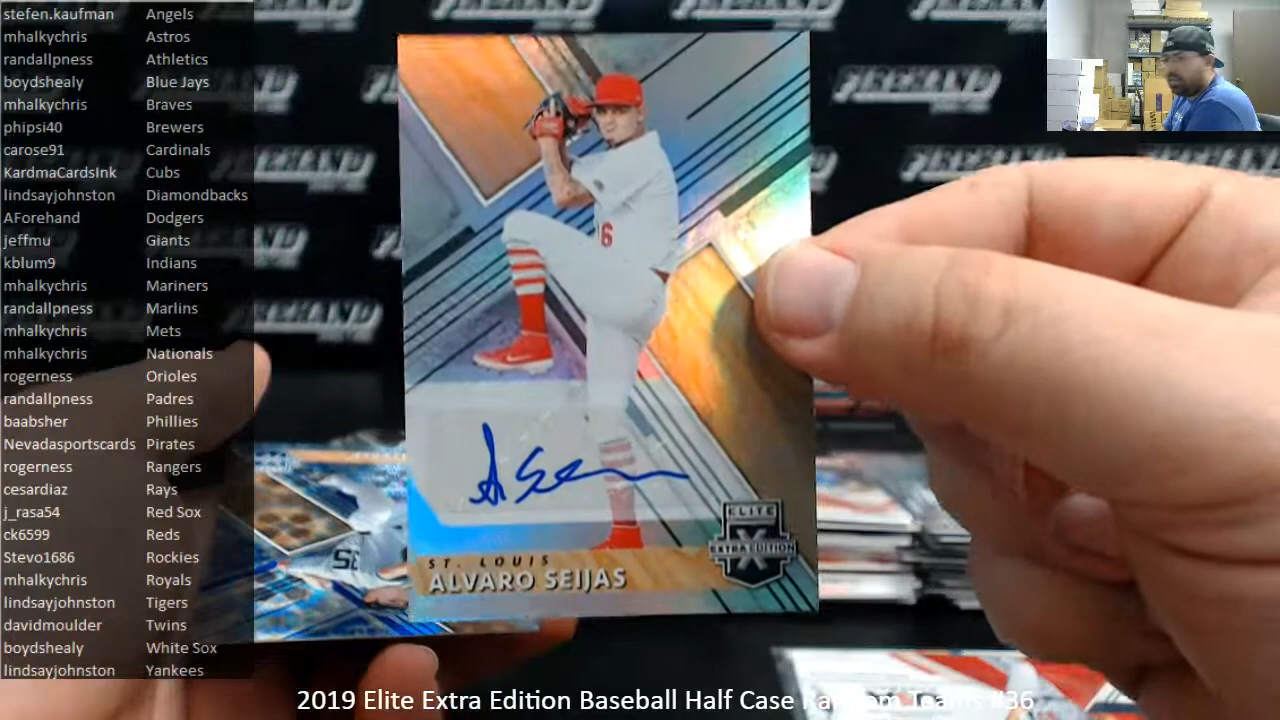 stefen.kaufman Angels
mhalkychris Astros
randallpness Athletics
boydshealy Blue Jays
mhalkychris Braves
phipsi40 Brewers
carose91 Cardinals
KardmaCardsInk Cubs
lindsayjohnston Diamondbacks
AForehand Dodgers
jeffmu Giants
kblum9 Indians
mhalkychris Mariners
randallpness Marlins
mhalkychris Mets
mhalkychris Nationals
rogerness Orioles
randallpness Padres
baabsher Phillies
Nevadasportscards Pirates
rogerness Rangers
cesardiaz Rays
j_rasa54 Red Sox
ck6599 Reds
Stevo1686 Rockies
mhalkychris Royals
lindsayjohnston Tigers
davidmoulder Twins
boydshealy White Sox
lindsayjohnston Yankees
6
ELITE
EXTRA EDITION
X
ST. LOUIS
ALVARO SEIJAS
2019 Elite Extra Edition Baseball Half Case Random Teams #36